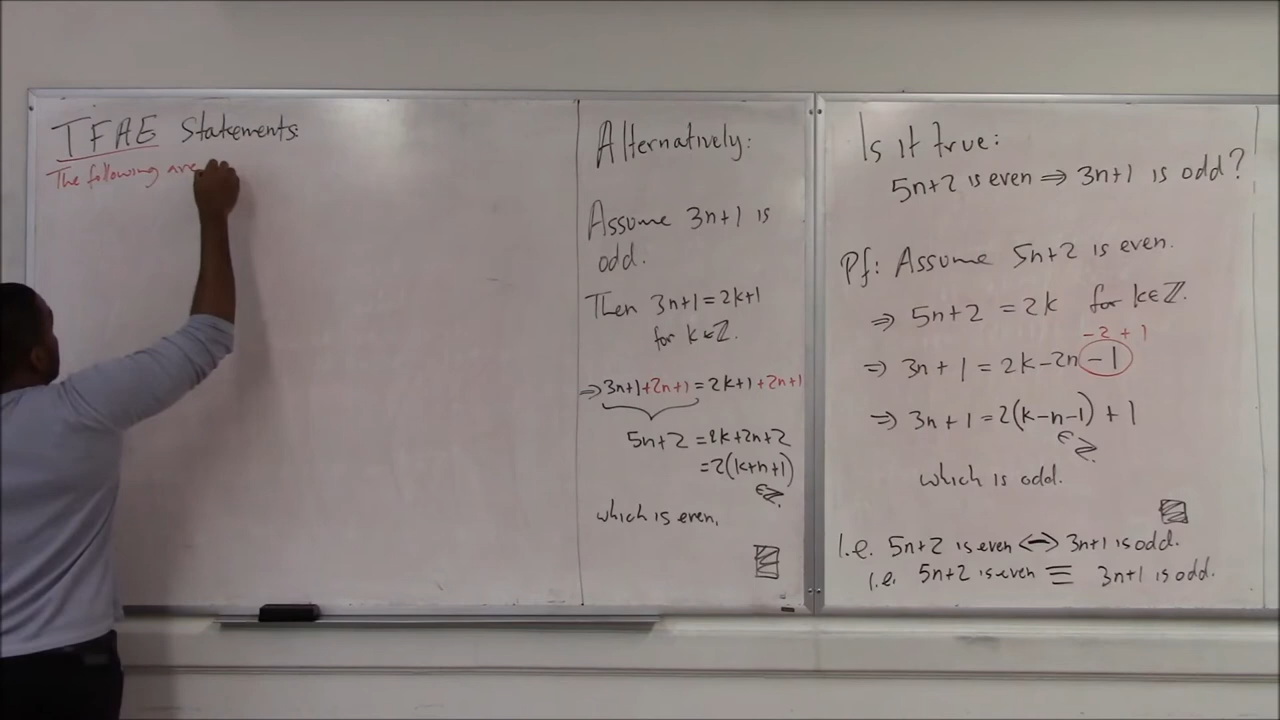 TFAE Statements:
The following are
Alternatively:
Assume 3n+1 is
odd.
Then 3n+1 = 2k+1
for k∈ℤ.
⇒ 3n+1+2n+1 = 2k+1+2n+1
5n+2 = 2k+2n+2
= 2(k+n+1)
∈ℤ.
which is even.
Is it true:
5n+2 is even ⇒ 3n+1 is odd?
Pf: Assume 5n+2 is even.
⇒ 5n+2 = 2k for k∈ℤ.
-2 + 1
⇒ 3n+1 = 2k-2n-1
⇒ 3n+1 = 2(k-n-1) + 1
∈ℤ.
which is odd.
I.e. 5n+2 is even ↔ 3n+1 is odd.
i.e. 5n+2 is even ≡ 3n+1 is odd.